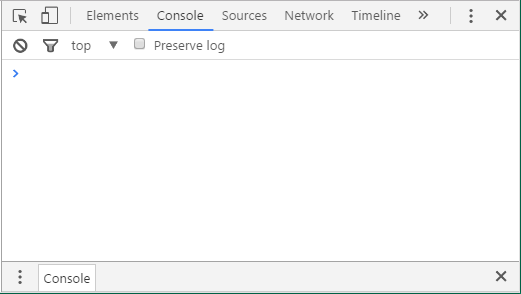 Elements Console Sources Network Timeline »
top Preserve log
Console